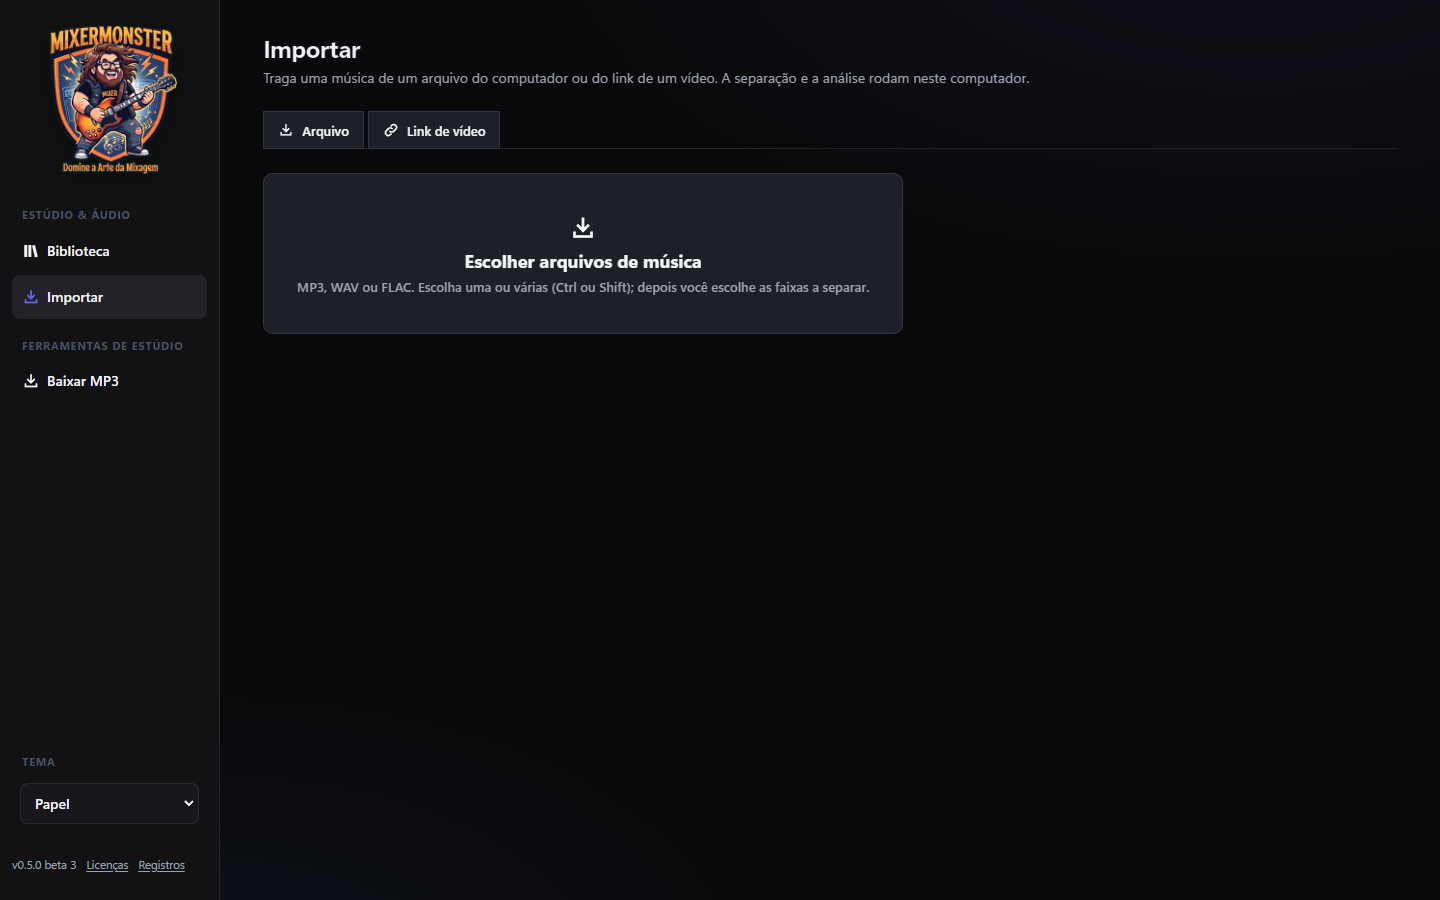 MIXERMONSTER
MIXER
Domine a Arte da Mixagem
ESTÚDIO & ÁUDIO
Biblioteca
Importar
FERRAMENTAS DE ESTÚDIO
Baixar MP3
TEMA
Papel
v0.5.0 beta 3 Licenças Registros
Importar
Traga uma música de um arquivo do computador ou do link de um vídeo. A separação e a análise rodam neste computador.
Arquivo Link de vídeo
Escolher arquivos de música
MP3, WAV ou FLAC. Escolha uma ou várias (Ctrl ou Shift); depois você escolhe as faixas a separar.